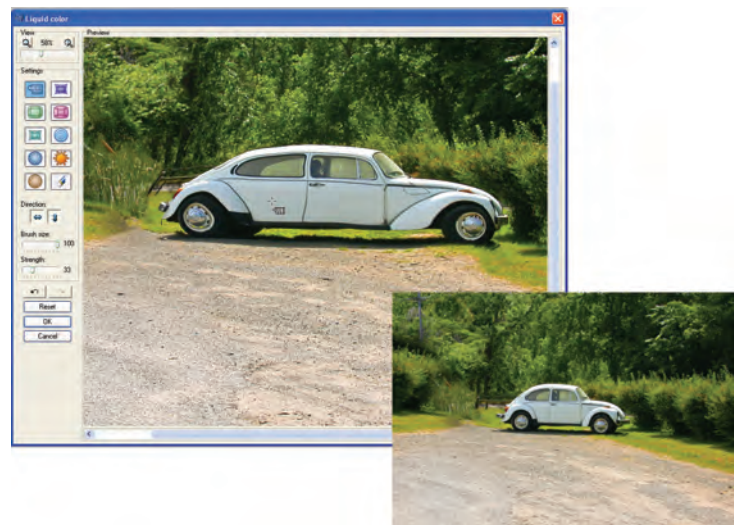 Liquid color
View
Preview
58%
Settings:
Direction:
Brush size:
100
Strength:
33
Reset
OK
Cancel